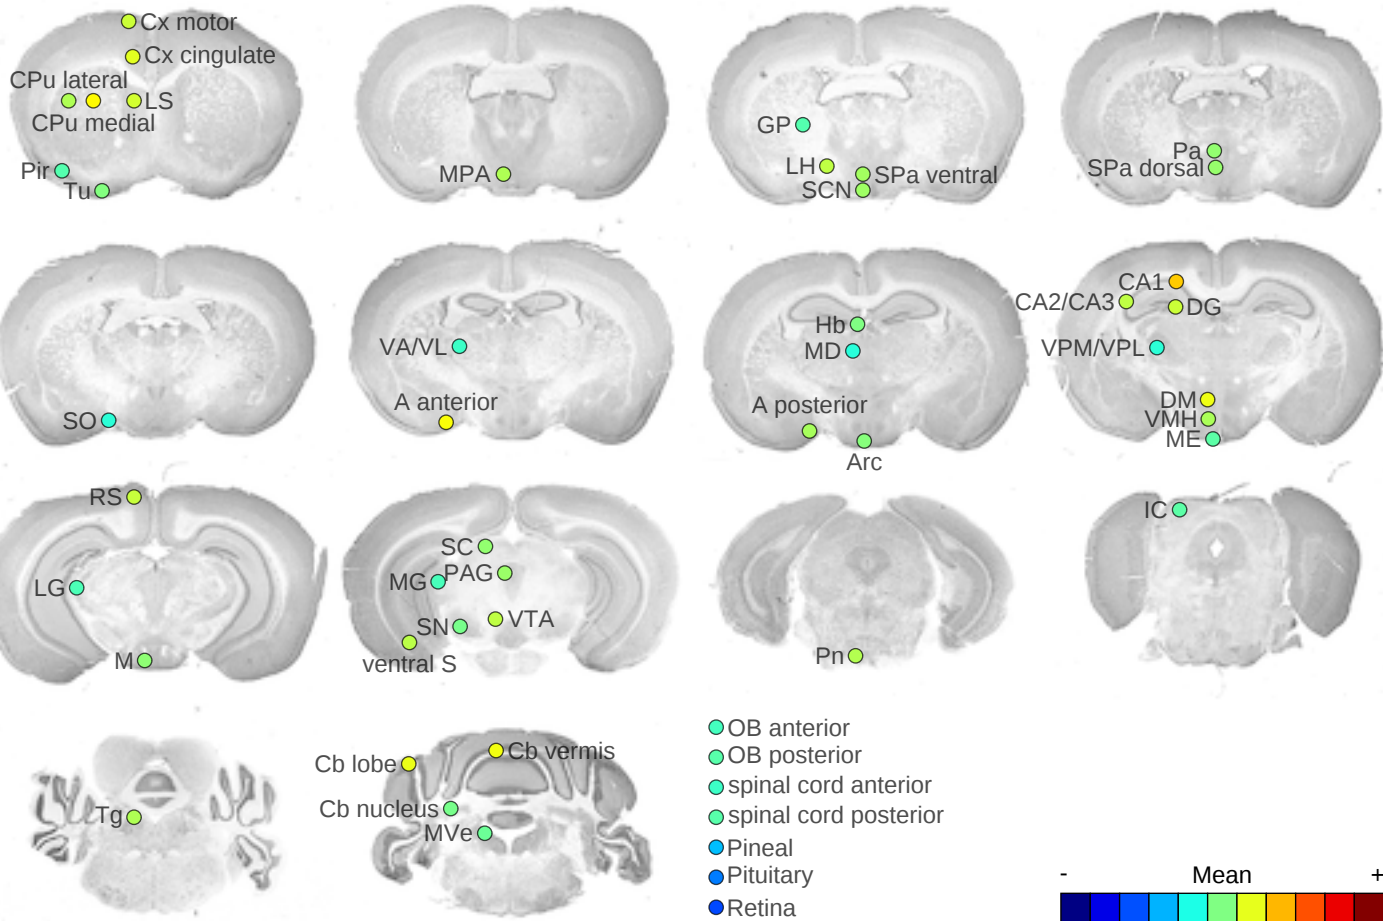 Cx motor
Cx cingulate
CPu lateral
LS
CPu medial
Pir
Tu
MPA
GP
LH
SPa ventral
SCN
Pa
SPa dorsal
SO
VA/VL
A anterior
Hb
MD
A posterior
Arc
CA1
CA2/CA3
DG
VPM/VPL
DM
VMH
ME
RS
LG
M
SC
MG
PAG
SN
VTA
ventral S
Pn
IC
Tg
Cb lobe
Cb vermis
Cb nucleus
MVe
OB anterior
OB posterior
spinal cord anterior
spinal cord posterior
Pineal
Pituitary
Retina
- Mean +